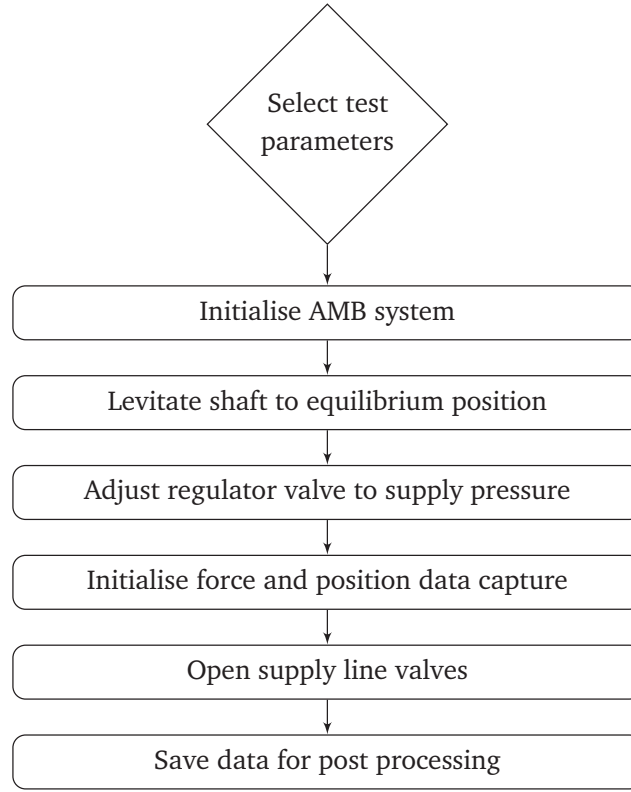 Select test
parameters
Initialise AMB system
Levitate shaft to equilibrium position
Adjust regulator valve to supply pressure
Initialise force and position data capture
Open supply line valves
Save data for post processing